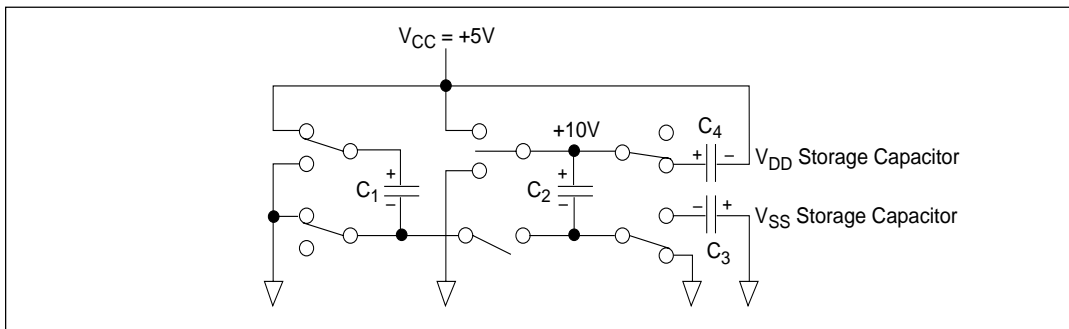 V_CC = +5V
+10V
C_4
+ –
V_DD Storage Capacitor
+
C_1
–
+
C_2
–
– +
V_SS Storage Capacitor
C_3